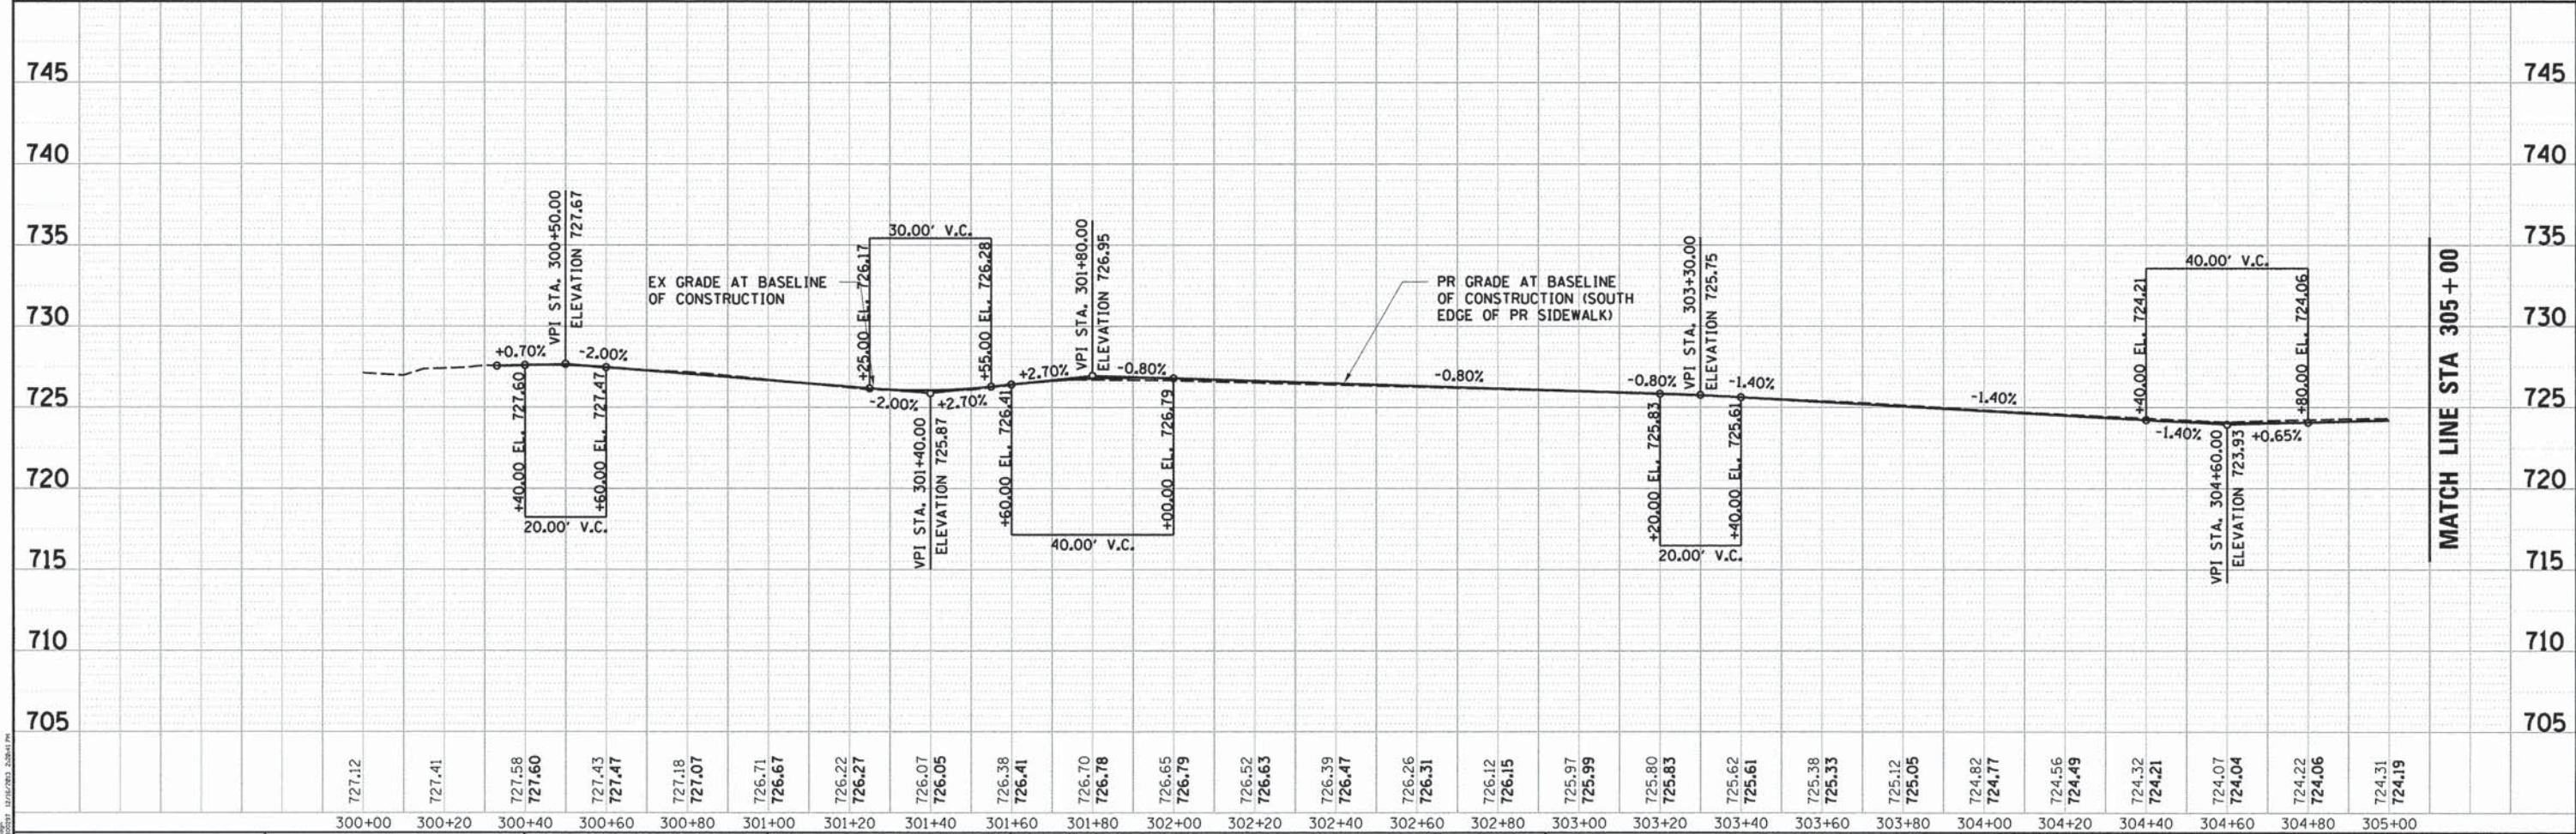 745
745
740
740
735
735
730
730
725
725
720
720
715
715
710
710
705
705
VPI STA. 300+50.00
ELEVATION 727.67
+0.70%
-2.00%
+40.00 EL. 727.60
+60.00 EL. 727.47
20.00' V.C.
EX GRADE AT BASELINE
OF CONSTRUCTION
30.00' V.C.
+25.00 EL. 726.17
+55.00 EL. 726.28
-2.00%
+2.70%
VPI STA. 301+40.00
ELEVATION 725.87
VPI STA. 301+80.00
ELEVATION 726.95
+2.70%
-0.80%
+60.00 EL. 726.41
+00.00 EL. 726.79
40.00' V.C.
PR GRADE AT BASELINE
OF CONSTRUCTION (SOUTH
EDGE OF PR SIDEWALK)
-0.80%
VPI STA. 303+30.00
ELEVATION 725.75
-0.80%
-1.40%
+20.00 EL. 725.83
+40.00 EL. 725.61
20.00' V.C.
-1.40%
40.00' V.C.
+40.00 EL. 724.21
+80.00 EL. 724.06
-1.40%
+0.65%
VPI STA. 304+60.00
ELEVATION 723.93
MATCH LINE STA 305+00
727.12
727.41
727.58
727.60
727.43
727.47
727.18
727.07
726.71
726.67
726.22
726.27
726.07
726.05
726.38
726.41
726.70
726.78
726.65
726.79
726.52
726.63
726.39
726.47
726.26
726.31
726.12
726.15
725.97
725.99
725.80
725.83
725.62
725.61
725.38
725.33
725.12
725.05
724.82
724.77
724.56
724.49
724.32
724.21
724.07
724.04
724.22
724.06
724.31
724.19
300+00 300+20 300+40 300+60 300+80 301+00 301+20 301+40 301+60 301+80 302+00 302+20 302+40 302+60 302+80 303+00 303+20 303+40 303+60 303+80 304+00 304+20 304+40 304+60 304+80 305+00